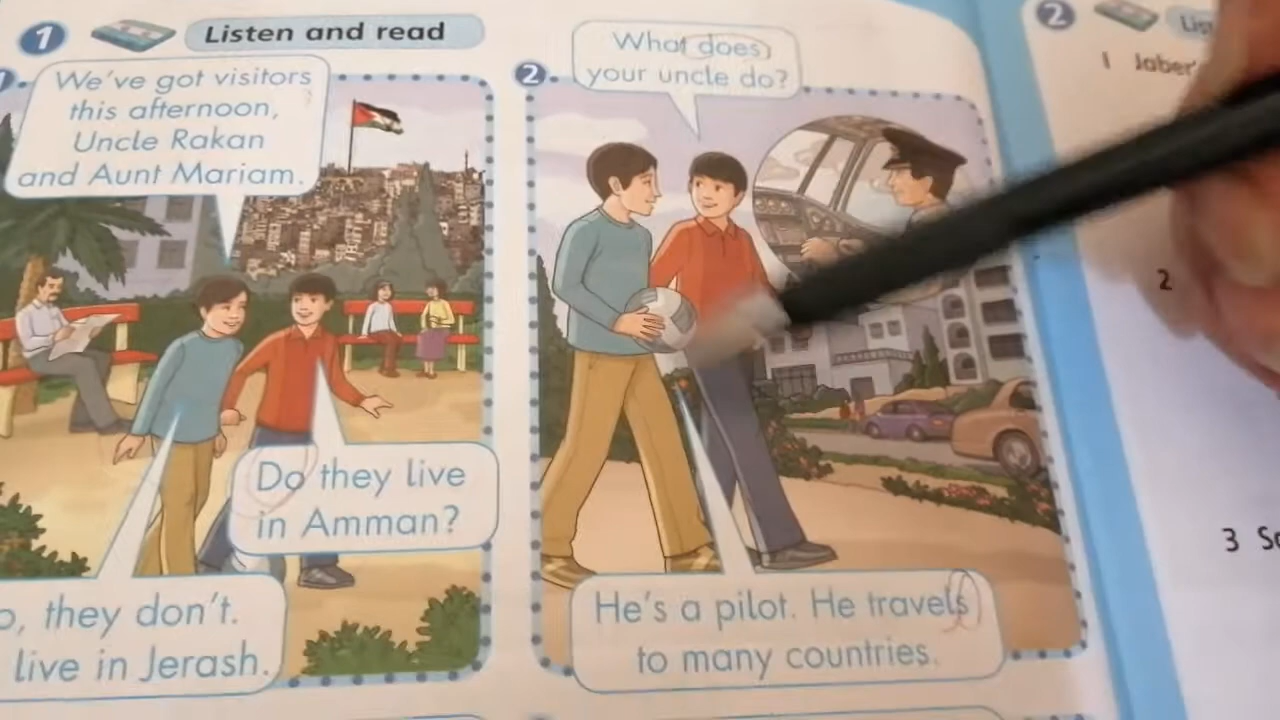 1 Listen and read
We've got visitors
this afternoon,
Uncle Rakan
and Aunt Mariam.
Do they live
in Amman?
they don't.
live in Jerash.
2
What does
your uncle do?
He's a pilot. He travels
to many countries.
2
1 Jaber'
2
3